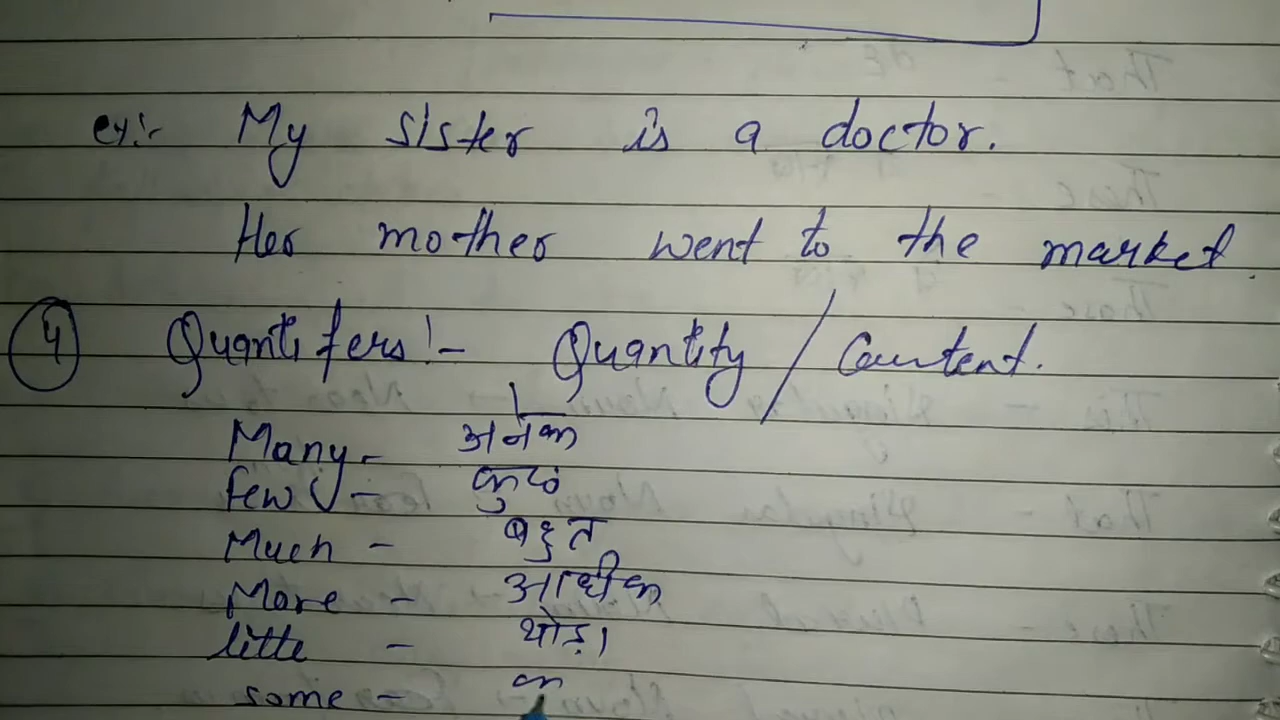 ex:- My sister is a doctor.
Her mother went to the market.
4 Quantifers:- Quantity / Content.
Many - अनेक
few - कुछ
Much - बहुत
More - आधीक
little - थोड़ा
some - क